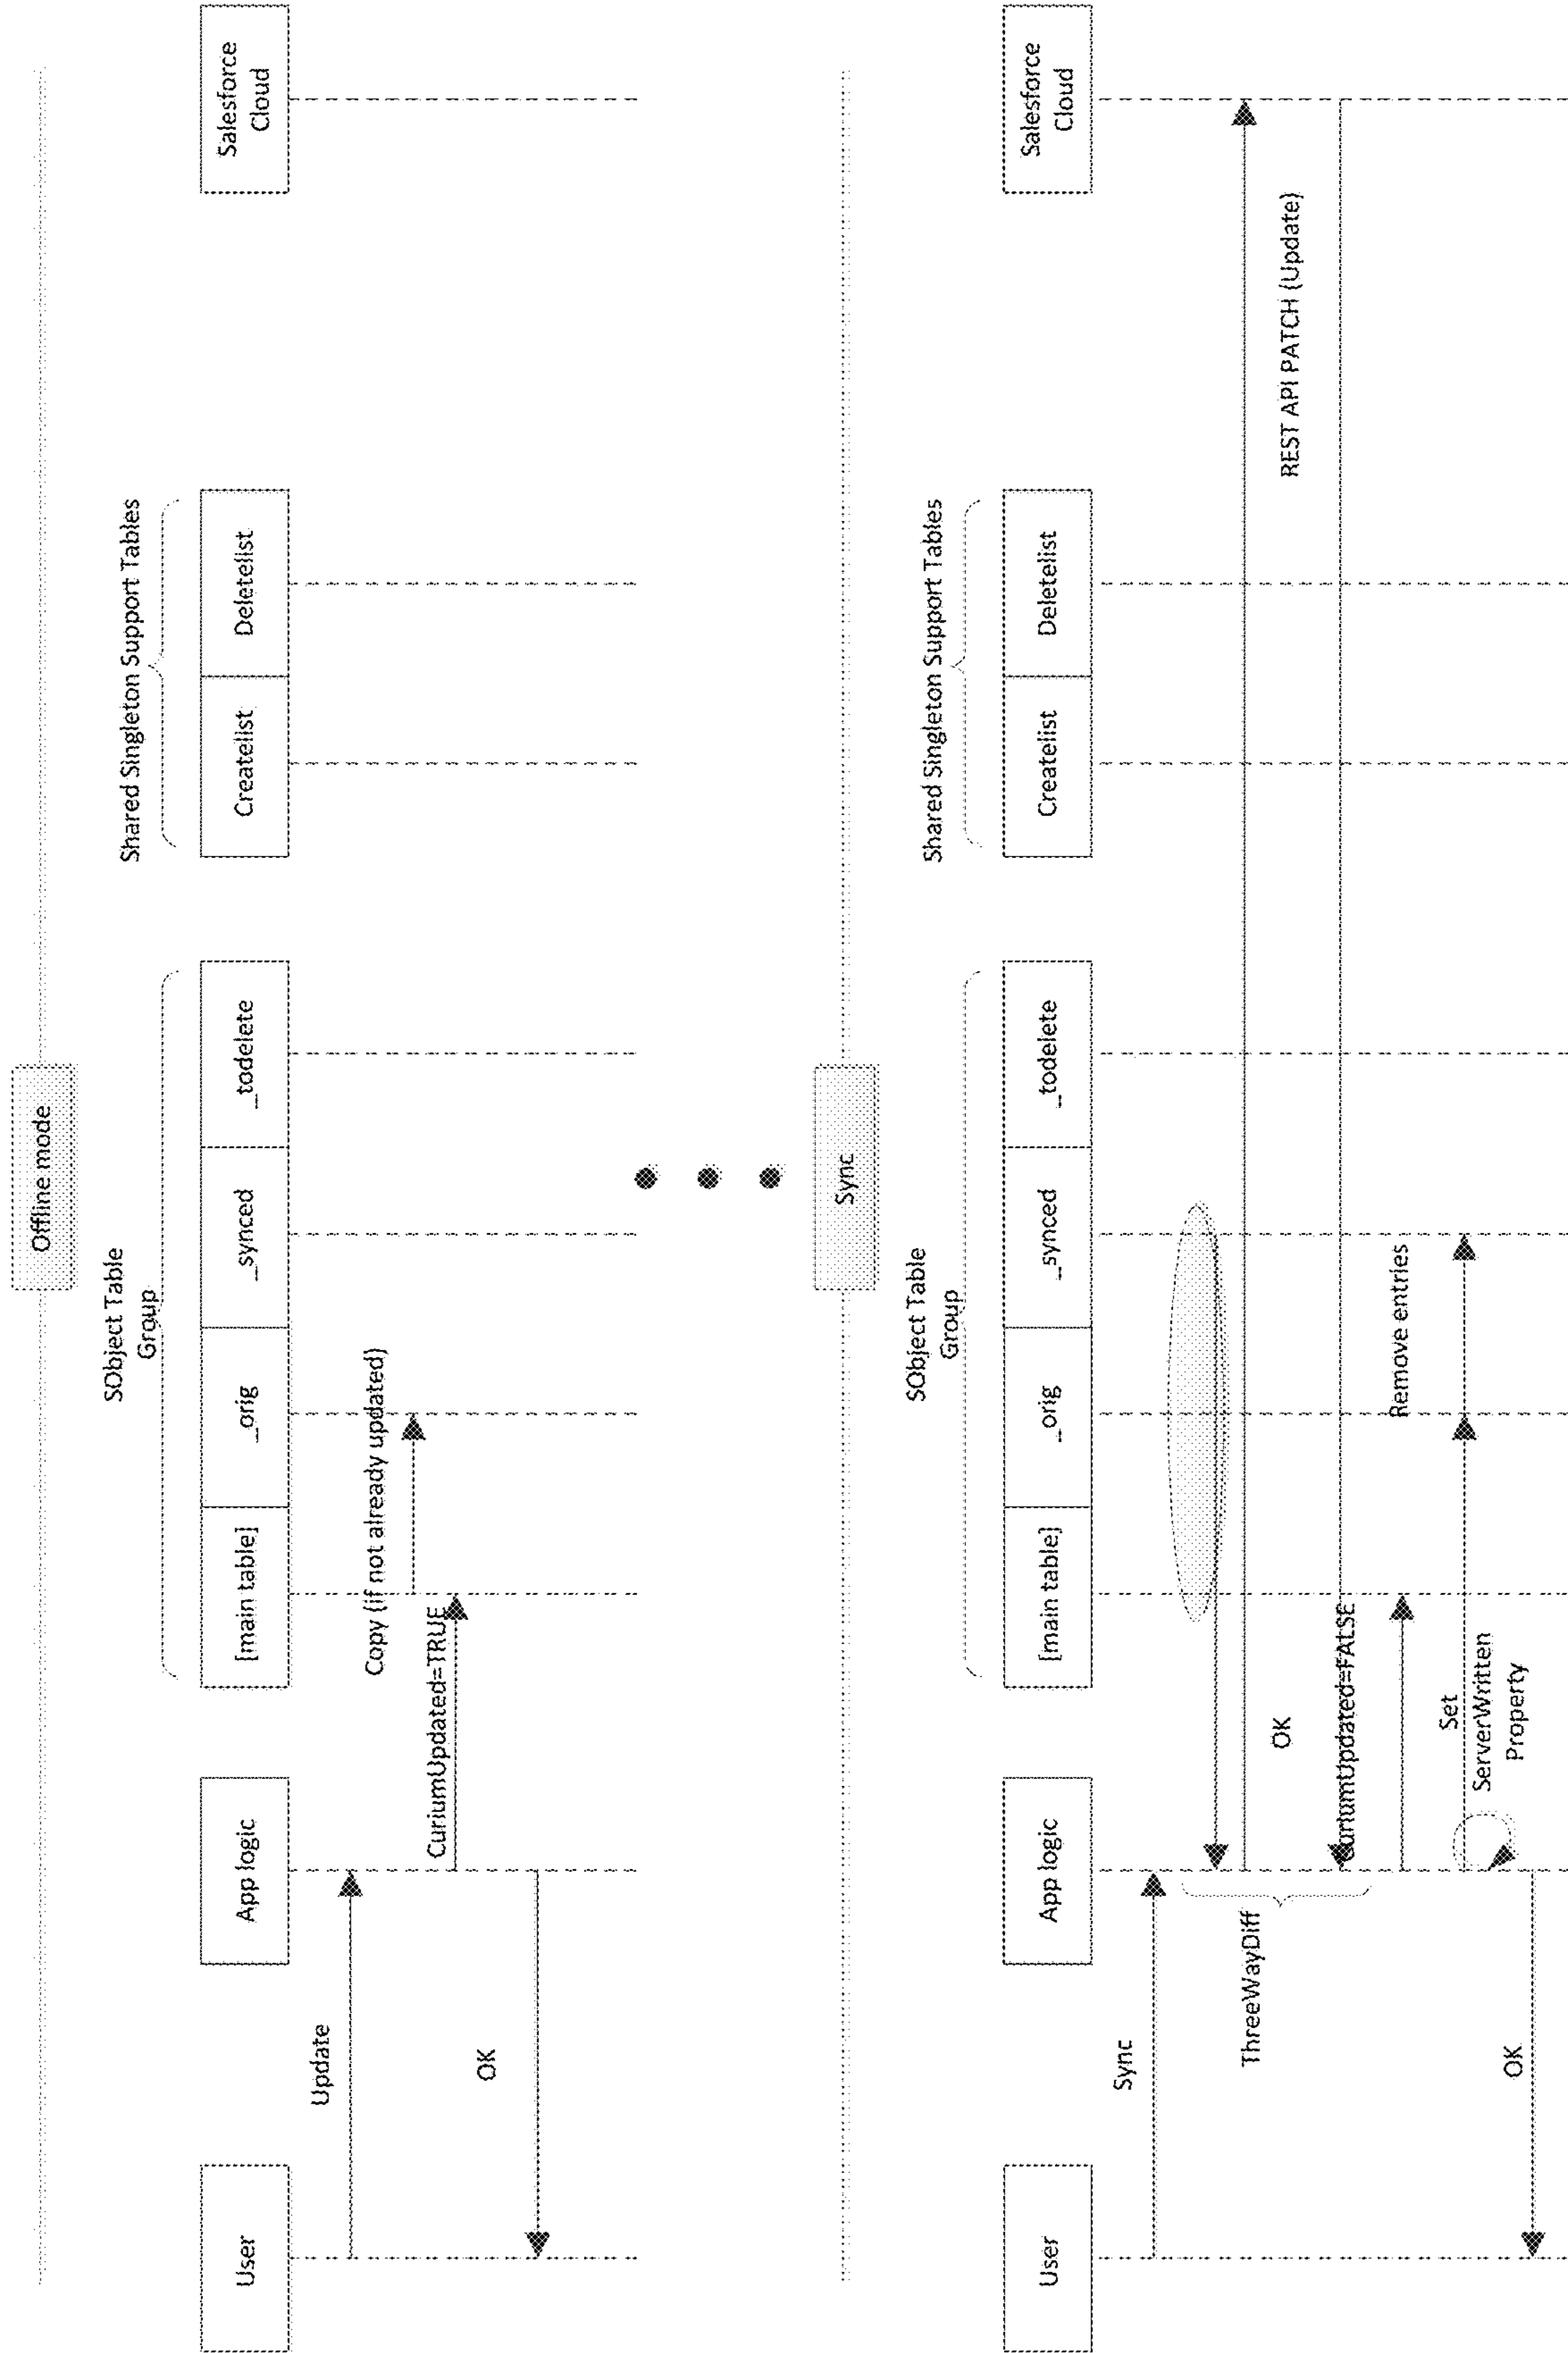 Offline mode
SObject Table
Group
Shared Singleton Support Tables
User
App logic
[main table]
_orig
_synced
_todelete
Createlist
Deletelist
Salesforce
Cloud
Update
Copy (if not already updated)
CuriumUpdated=TRUE
OK
Sync
SObject Table
Group
Shared Singleton Support Tables
User
App logic
[main table]
_orig
_synced
_todelete
Createlist
Deletelist
Salesforce
Cloud
Sync
ThreeWayDiff
OK
REST API PATCH (Update)
CuriumUpdated=FALSE
Remove entries
Set
ServerWritten
Property
OK